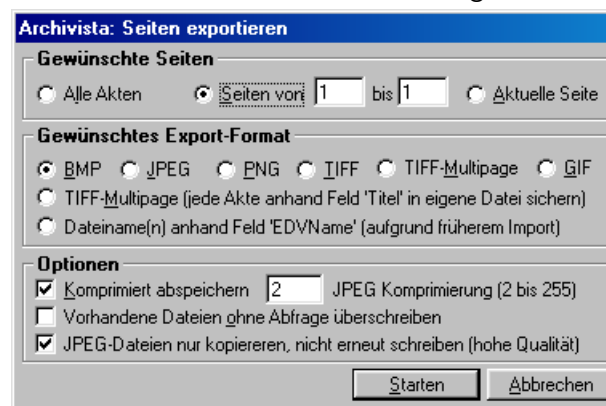 Archivista: Seiten exportieren
Gewünschte Seiten
Alle Akten Seiten von 1 bis 1 Aktuelle Seite
Gewünschtes Export-Format
BMP JPEG PNG TIFF TIFF-Multipage GIF
TIFF-Multipage (jede Akte anhand Feld 'Titel' in eigene Datei sichern)
Dateiname(n) anhand Feld 'EDVName' (aufgrund früherem Import)
Optionen
Komprimiert abspeichern 2 JPEG Komprimierung (2 bis 255)
Vorhandene Dateien ohne Abfrage überschreiben
JPEG-Dateien nur kopiereren, nicht erneut schreiben (hohe Qualität)
Starten Abbrechen